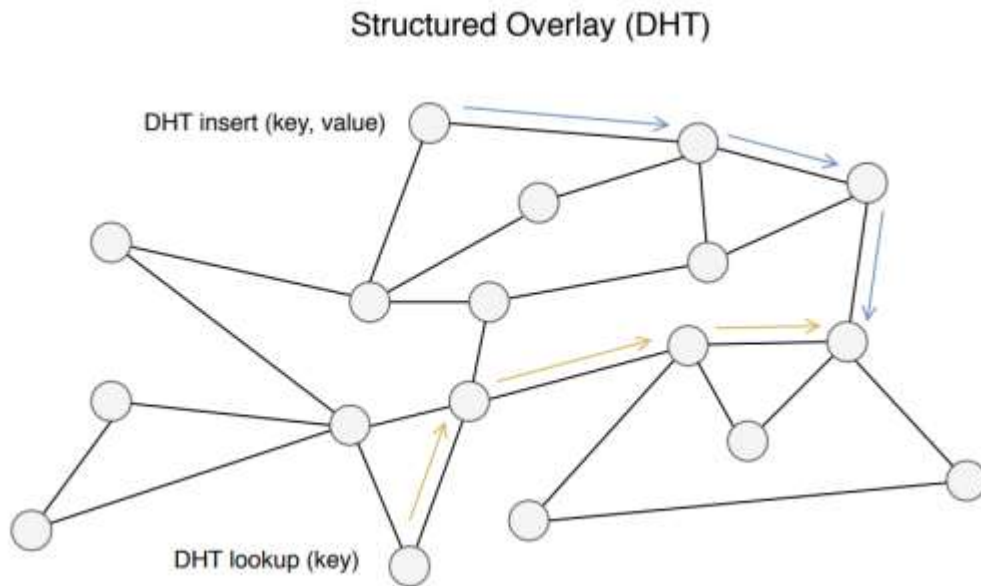 Structured Overlay (DHT)
DHT insert (key, value)
DHT lookup (key)